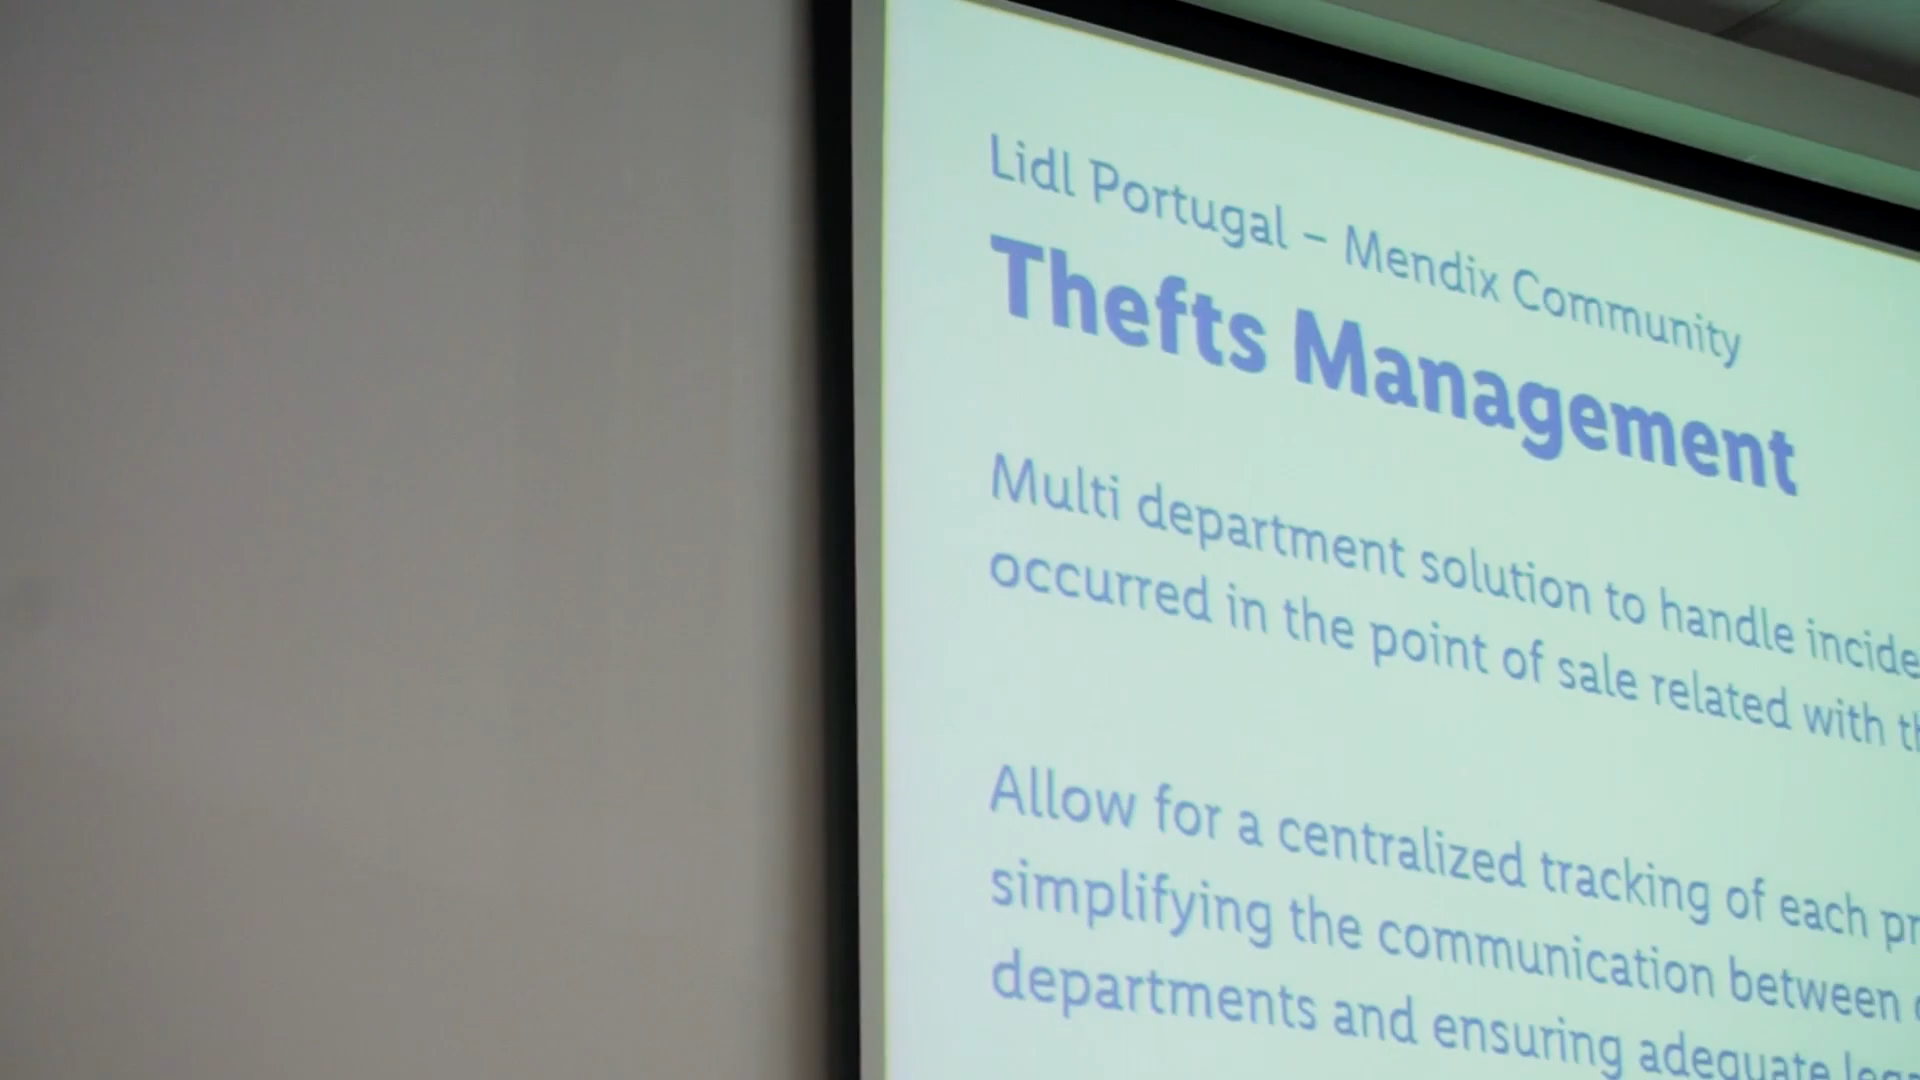 Lidl Portugal – Mendix Community
Thefts Management
Multi department solution to handle
occurred in the point of sale related with
Allow for a centralized tracking of each
simplifying the communication between
departments and ensuring adequate